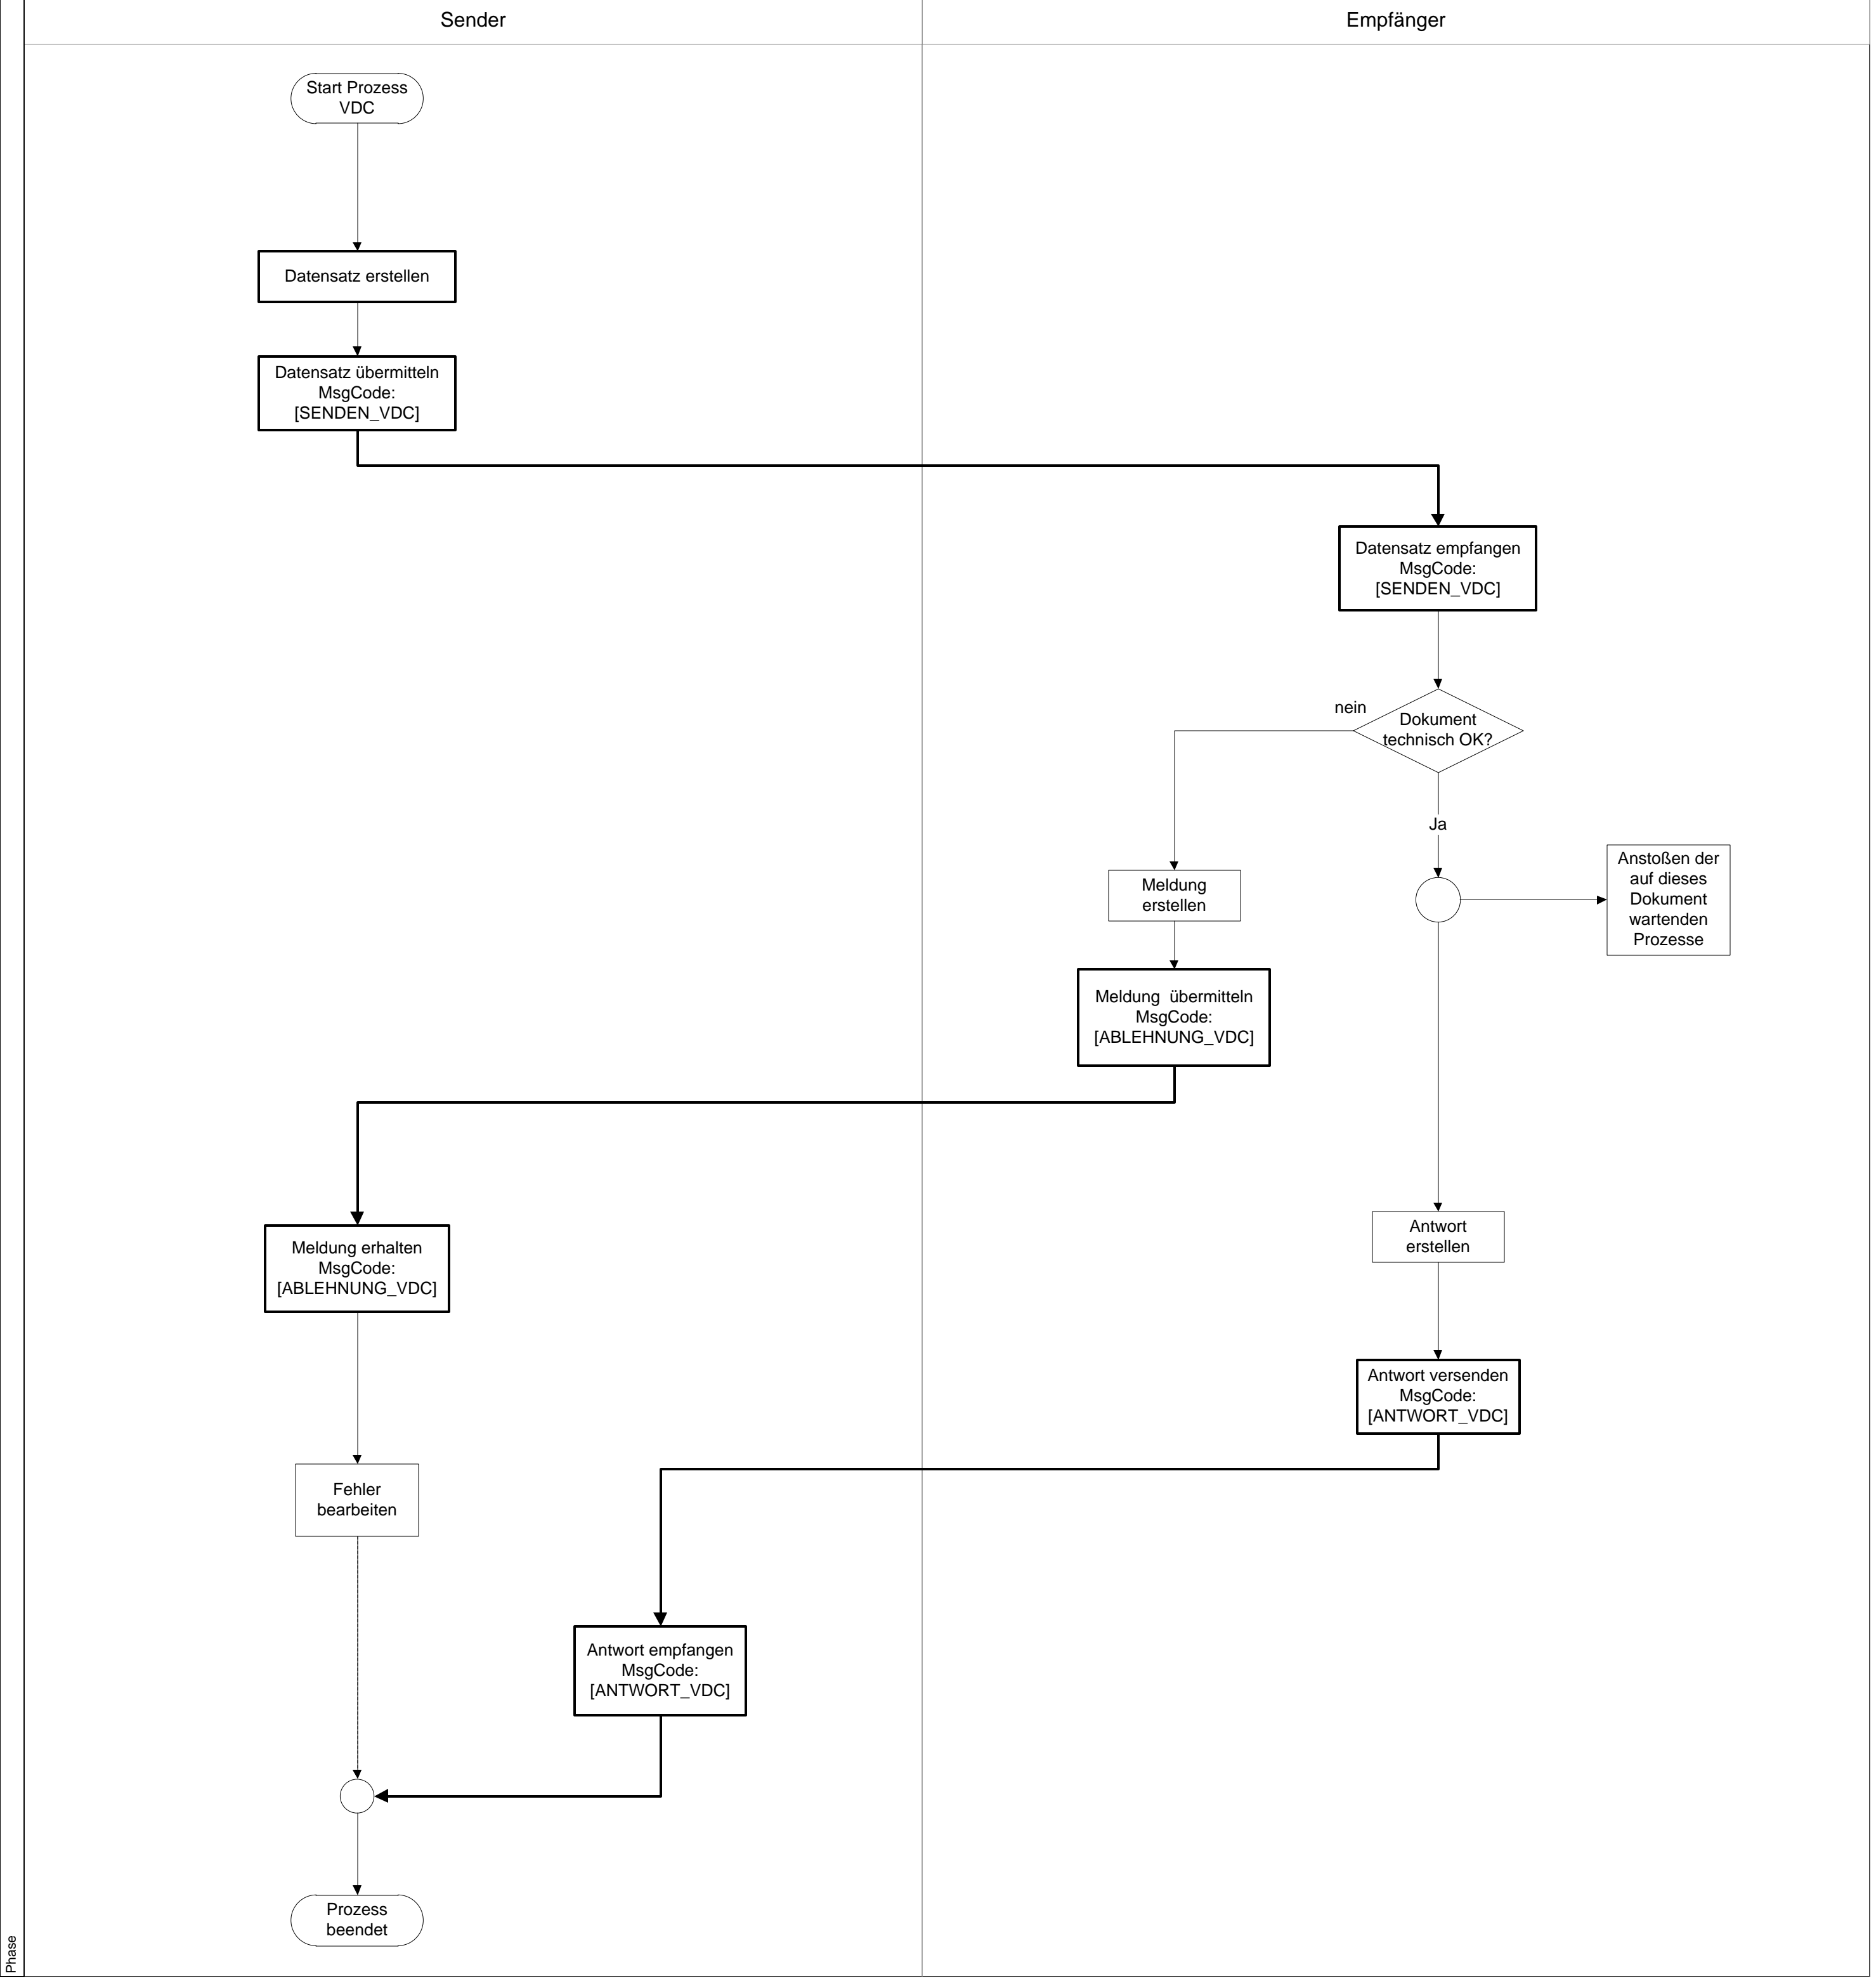 Sender
Empfänger
Start Prozess
VDC
Datensatz erstellen
Datensatz übermitteln
MsgCode:
[SENDEN_VDC]
Datensatz empfangen
MsgCode:
[SENDEN_VDC]
nein
Dokument
technisch OK?
Ja
Anstoßen der
auf dieses
Dokument
wartenden
Prozesse
Meldung
erstellen
Meldung  übermitteln
MsgCode:
[ABLEHNUNG_VDC]
Meldung erhalten
MsgCode:
[ABLEHNUNG_VDC]
Antwort
erstellen
Antwort versenden
MsgCode:
[ANTWORT_VDC]
Fehler
bearbeiten
Antwort empfangen
MsgCode:
[ANTWORT_VDC]
Prozess
beendet
Phase